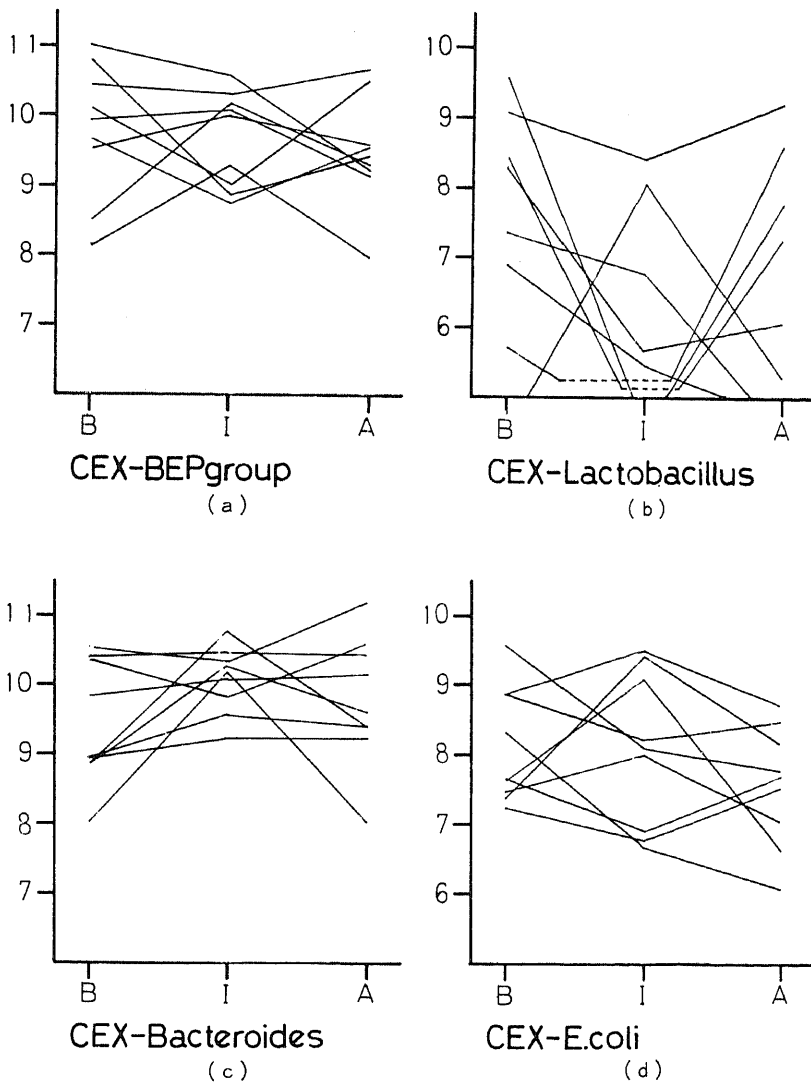 11
10
9
8
7
B I A
CEX-BEPgroup
(a)
10
9
8
7
6
B I A
CEX-Lactobacillus
(b)
11
10
9
8
7
B I A
CEX-Bacteroides
(c)
10
9
8
7
6
B I A
CEX-E.coli
(d)